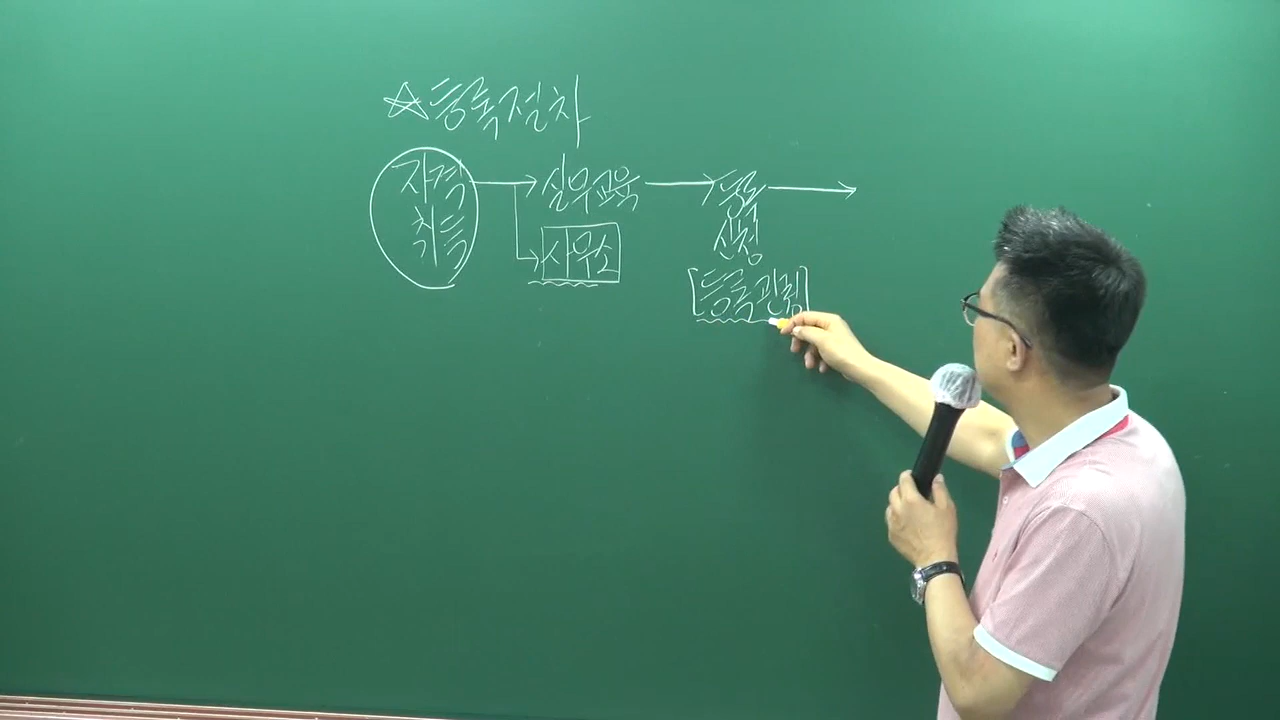 ☆등록절차
자격 → 실무교육 → 등록 →
취득
신청
사무소
[등록관청]